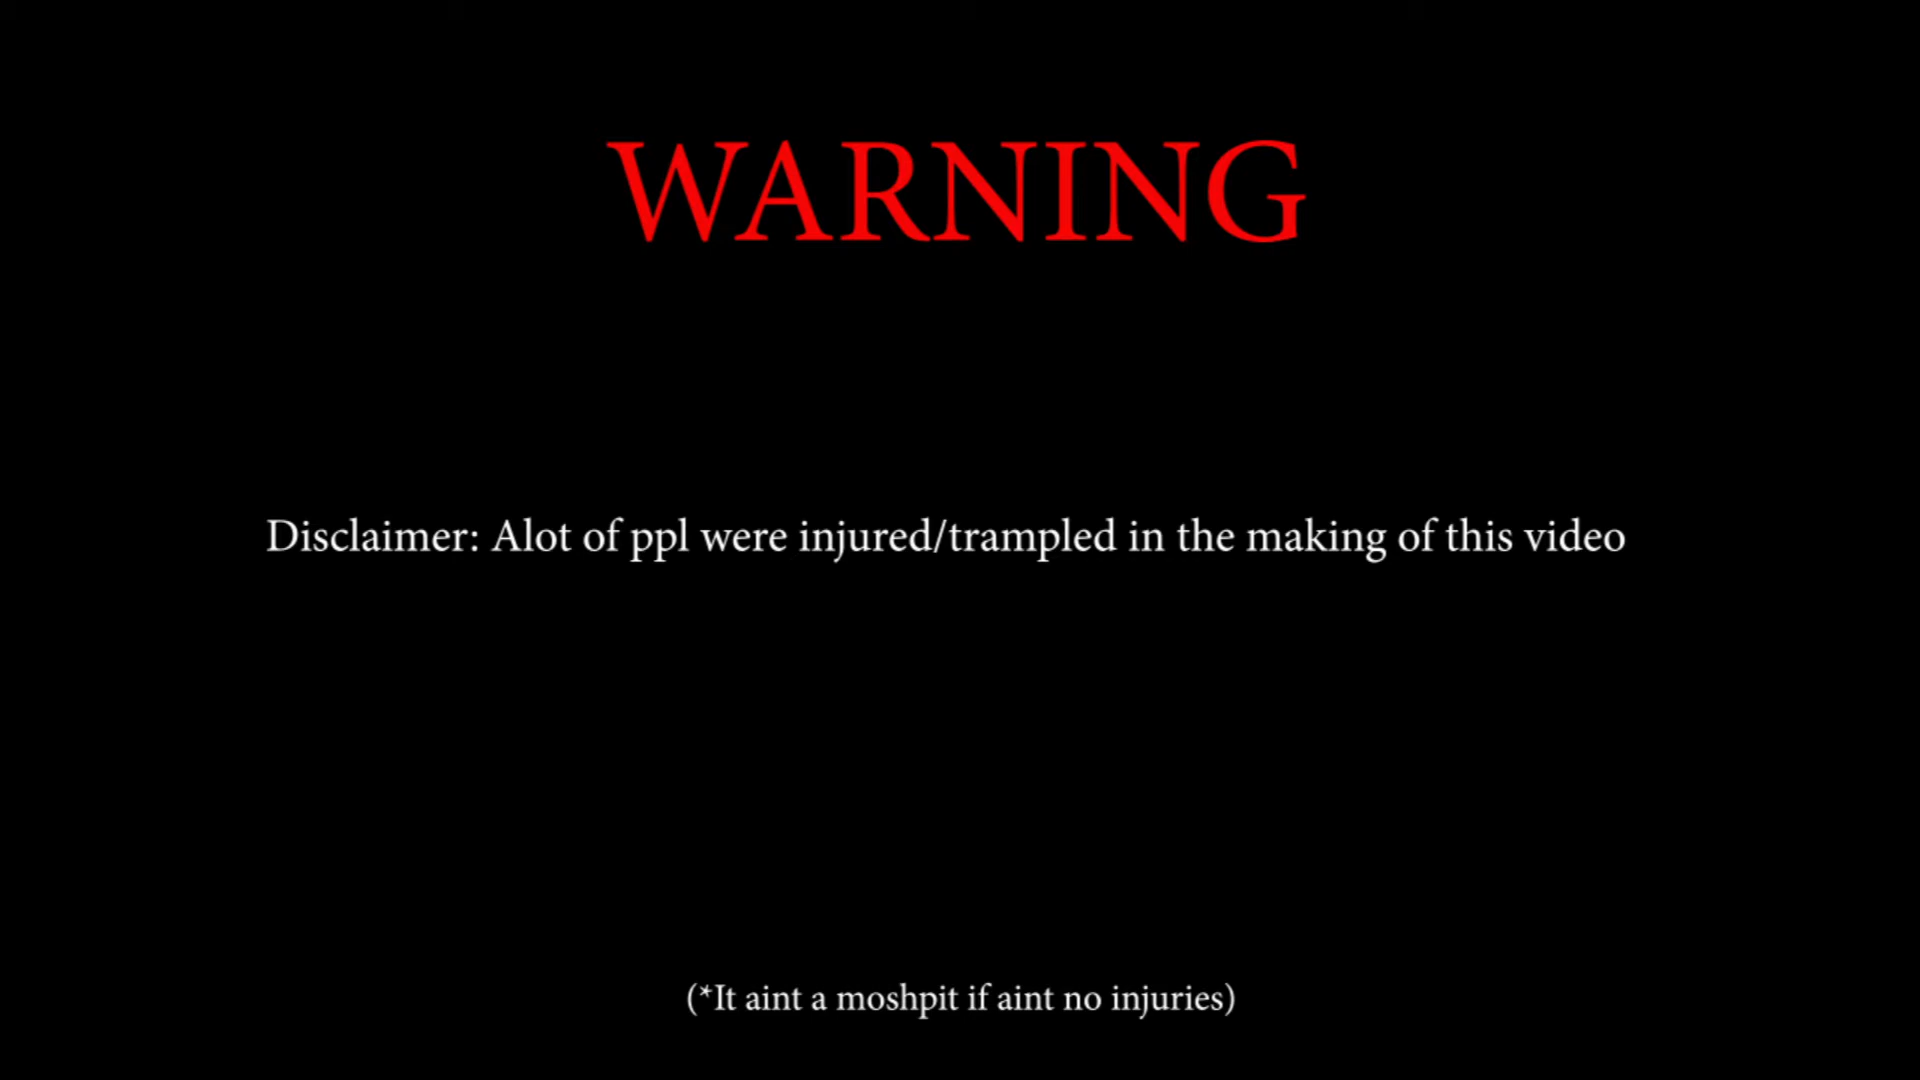 WARNING
Disclaimer: Alot of ppl were injured/trampled in the making of this video
(*It aint a moshpit if aint no injuries)